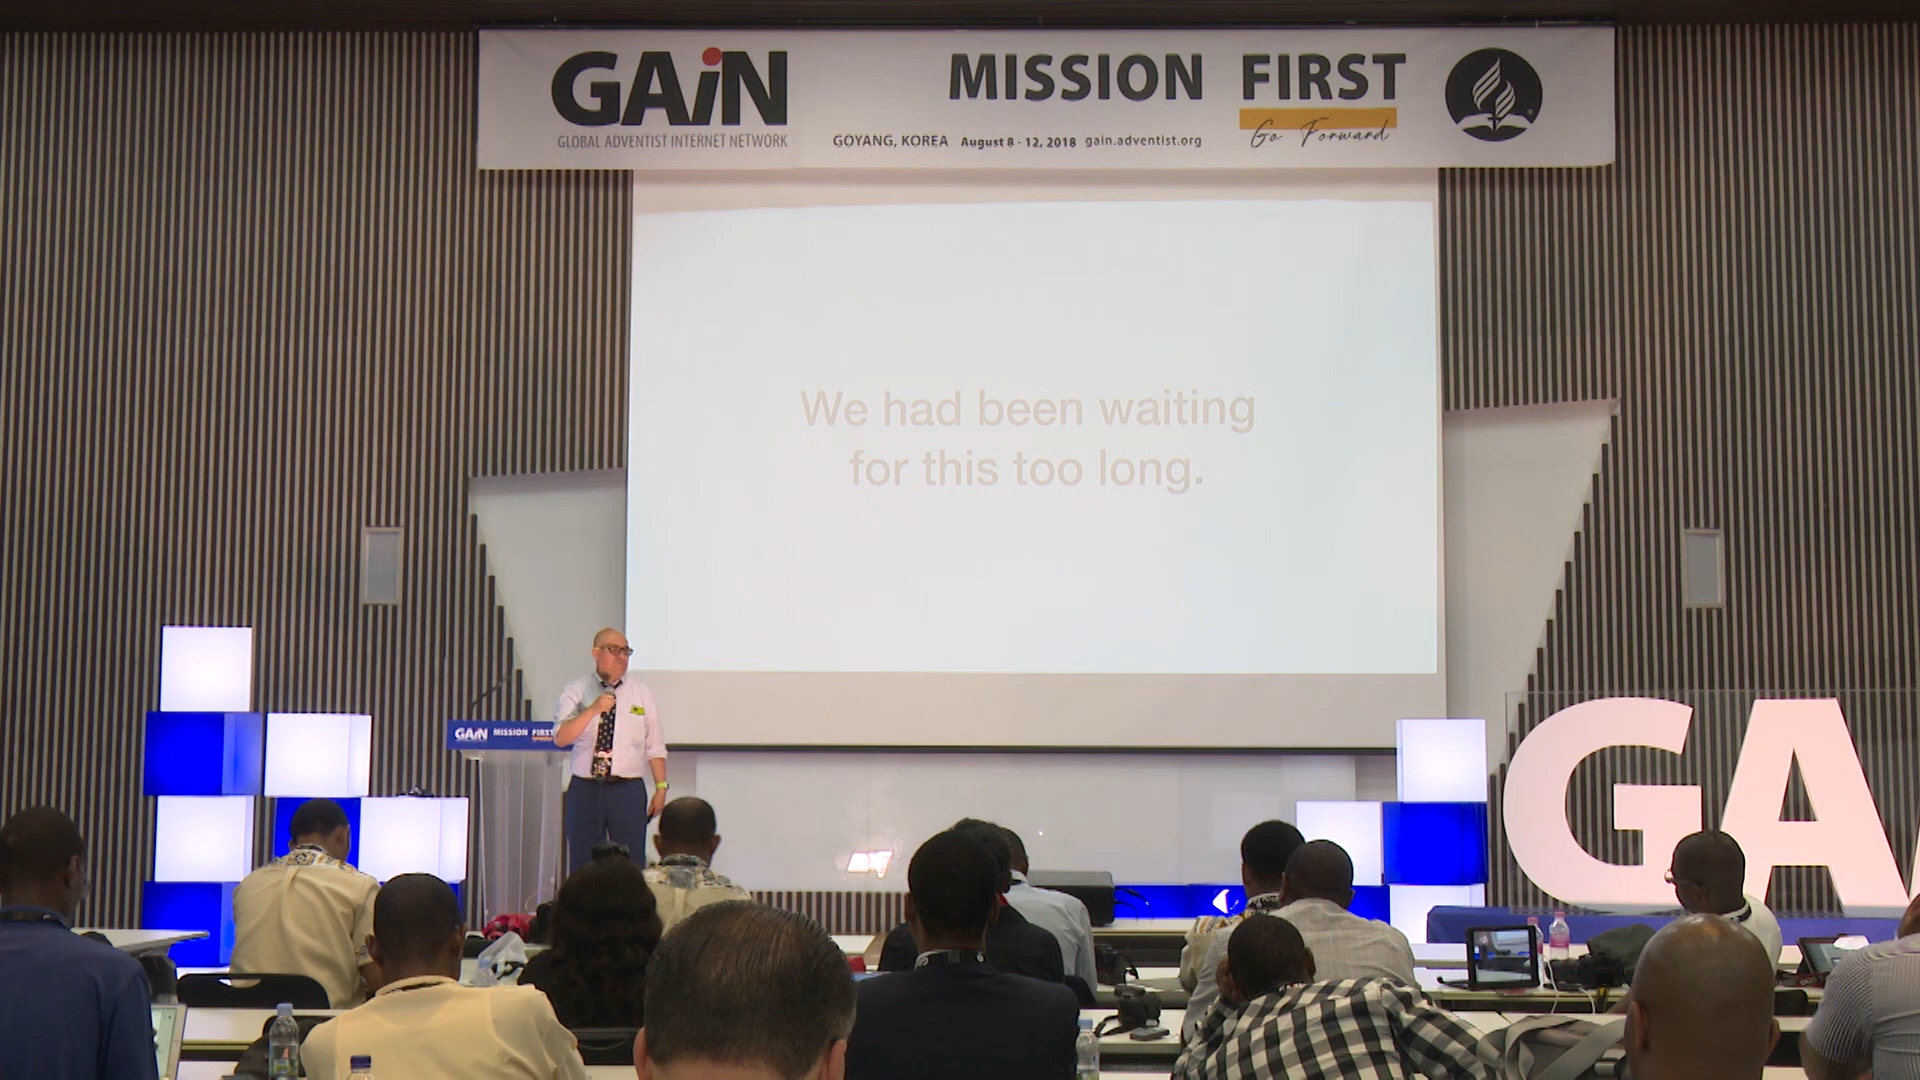 GAiN
GLOBAL ADVENTIST INTERNET NETWORK
MISSION FIRST
Go Forward
GOYANG, KOREA August 8 - 12, 2018 gain.adventist.org
We had been waiting
for this too long.
GAiN MISSION FIRST
GA